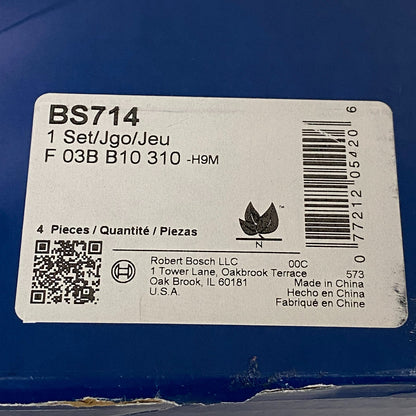 BS714
1 Set/Jgo/Jeu
F 03B B10 310 -H9M
4 Pieces / Quantité / Piezas
™
N
Robert Bosch LLC 00C
1 Tower Lane, Oakbrook Terrace 573
Oak Brook, IL 60181 Made in China
U.S.A. Hecho en China
Fabriqué en Chine
0 77212 05420 6